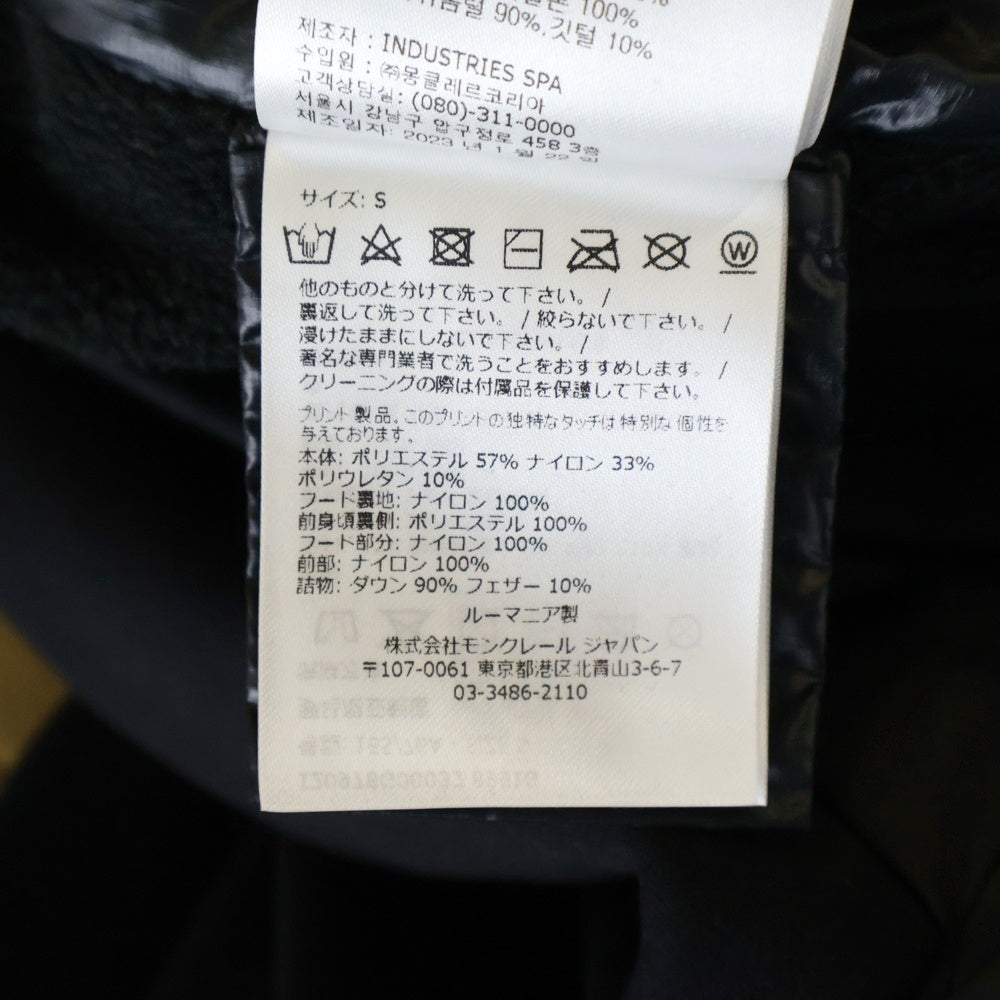 100%
90%, 깃털 10%
제조자 : INDUSTRIES SPA
수입원 : ㈜몽클레르코리아
고객상담실: (080)-311-0000
서울시 강남구 압구정로 458 3층
제조일자: 2023 년 1 월 22 일
サイズ: S
W
他のものと分けて洗って下さい。 /
裏返して洗って下さい。 / 絞らないで下さい。 /
浸けたままにしないで下さい。 /
著名な専門業者で洗うことをおすすめします。 /
クリーニングの際は付属品を保護して下さい。
プリント 製品。このプリントの独特なタッチは 特別な 個性を
与えております。
本体: ポリエステル 57% ナイロン 33%
ポリウレタン 10%
フード裏地: ナイロン 100%
前身頃裏側: ポリエステル 100%
フード部分: ナイロン 100%
前部: ナイロン 100%
詰物: ダウン 90% フェザー 10%
ルーマニア製
株式会社モンクレール ジャパン
〒107-0061 東京都港区北青山3-6-7
03-3486-2110